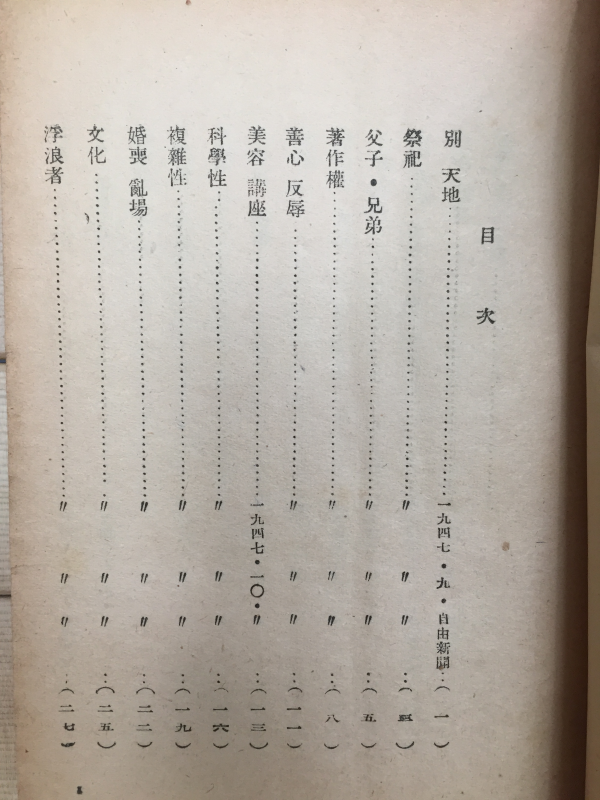 目次
別天地……一九四七・九・自由新聞…(一)
祭祀……〃〃〃…(三)
父子・兄弟……〃〃〃…(五)
著作權……〃〃〃…(八)
善心 反辱……〃〃〃…(一一)
美容 講座……一九四七・一〇・〃…(一三)
科學性……〃〃〃…(一六)
複雜性……〃〃〃…(一九)
婚喪 亂場……〃〃〃…(二二)
文化……〃〃〃…(二五)
浮浪者……〃〃〃…(二七)